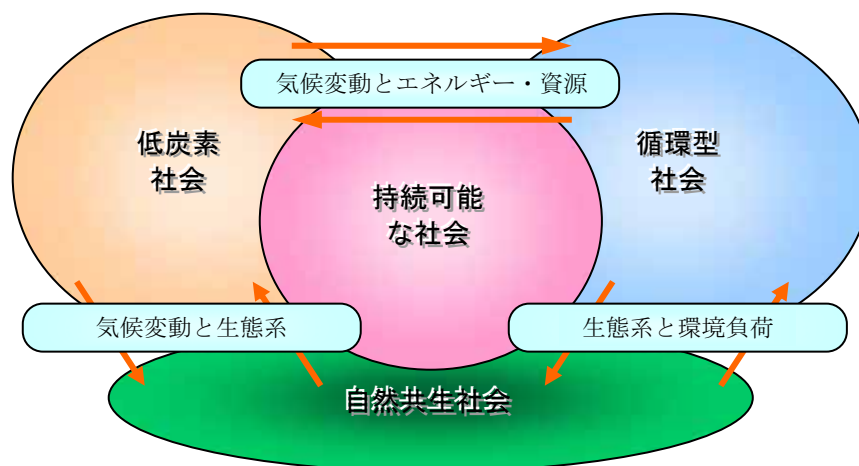 気候変動とエネルギー・資源
低炭素
社会
循環型
社会
持続可能
な社会
気候変動と生態系
生態系と環境負荷
自然共生社会